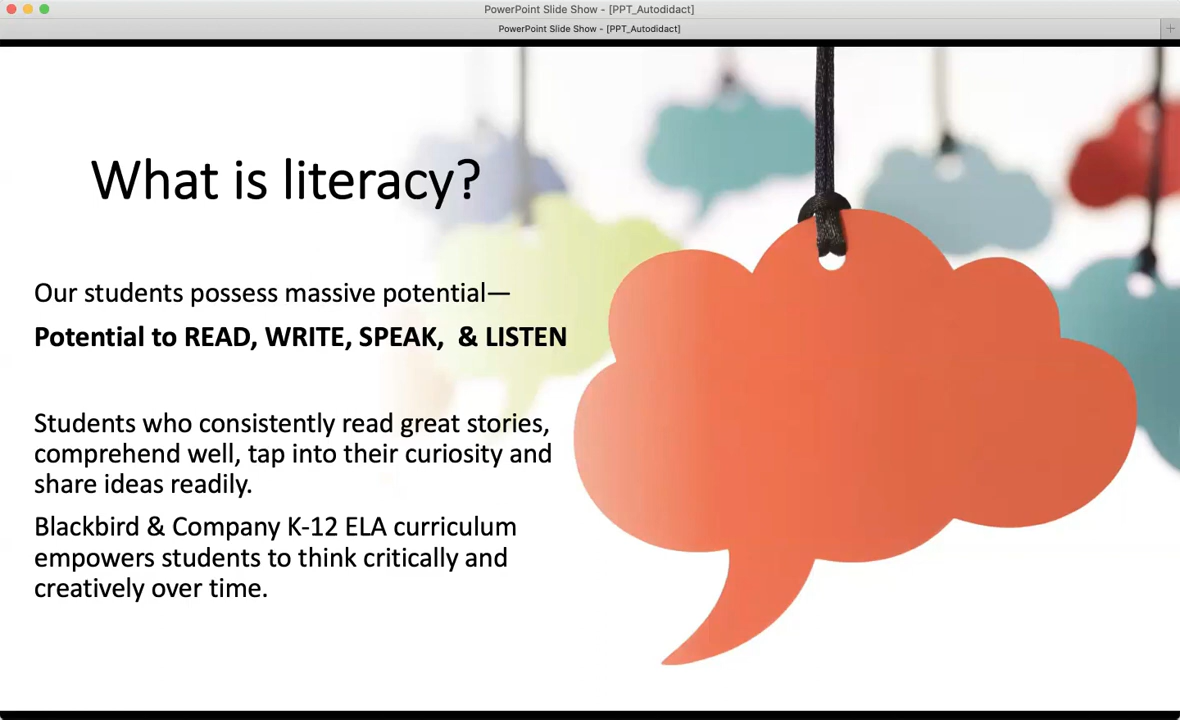 PowerPoint Slide Show - [PPT_Autodidact]
PowerPoint Slide Show - [PPT_Autodidact]
What is literacy?
Our students possess massive potential—
Potential to READ, WRITE, SPEAK,  & LISTEN
Students who consistently read great stories,
comprehend well, tap into their curiosity and
share ideas readily.
Blackbird & Company K-12 ELA curriculum
empowers students to think critically and
creatively over time.